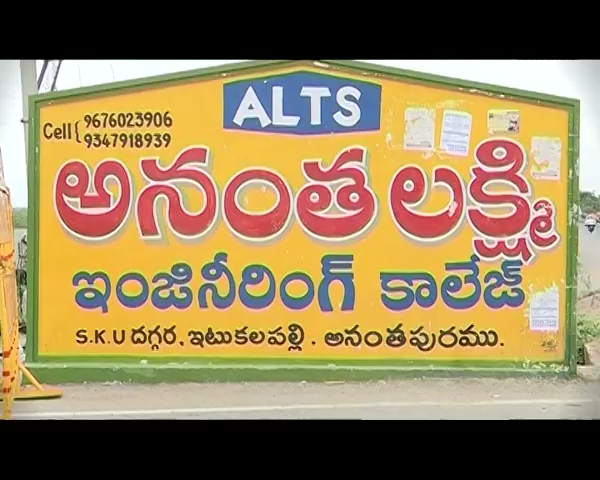 ALTS
Cell { 9676023906
9347918939
అనంత లక్ష్మి
ఇంజినీరింగ్ కాలేజ్
S.K.U దగ్గర, ఇటుకలపల్లి. అనంతపురము.